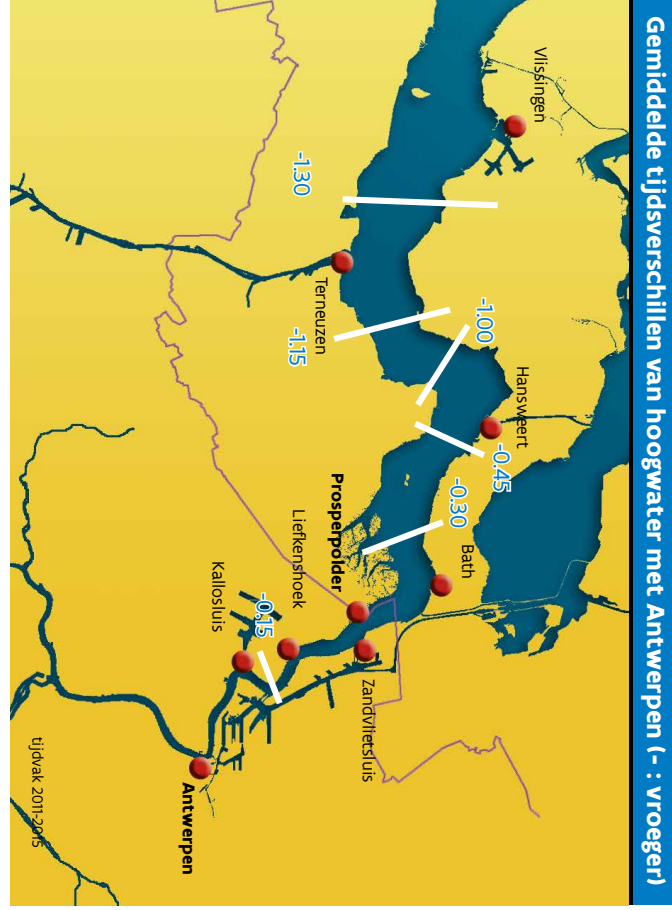 Gemiddelde tijdsverschillen van hoogwater met Antwerpen (- : vroeger)
Vlissingen
-1.30
Terneuzen
-1.15
-1.00
Hansweert
-0.45
-0.30
Bath
Prosperpolder
Liefkenshoek
Kallosluis
-0.15
Zandvlietsluis
Antwerpen
tijdvak 2011-2015